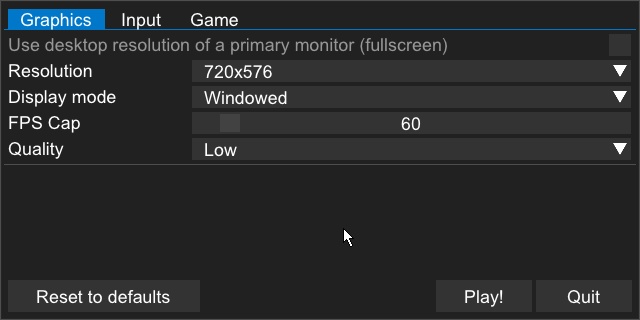 Graphics Input Game
Use desktop resolution of a primary monitor (fullscreen)
Resolution 720x576
Display mode Windowed
FPS Cap 60
Quality Low
Reset to defaults Play! Quit